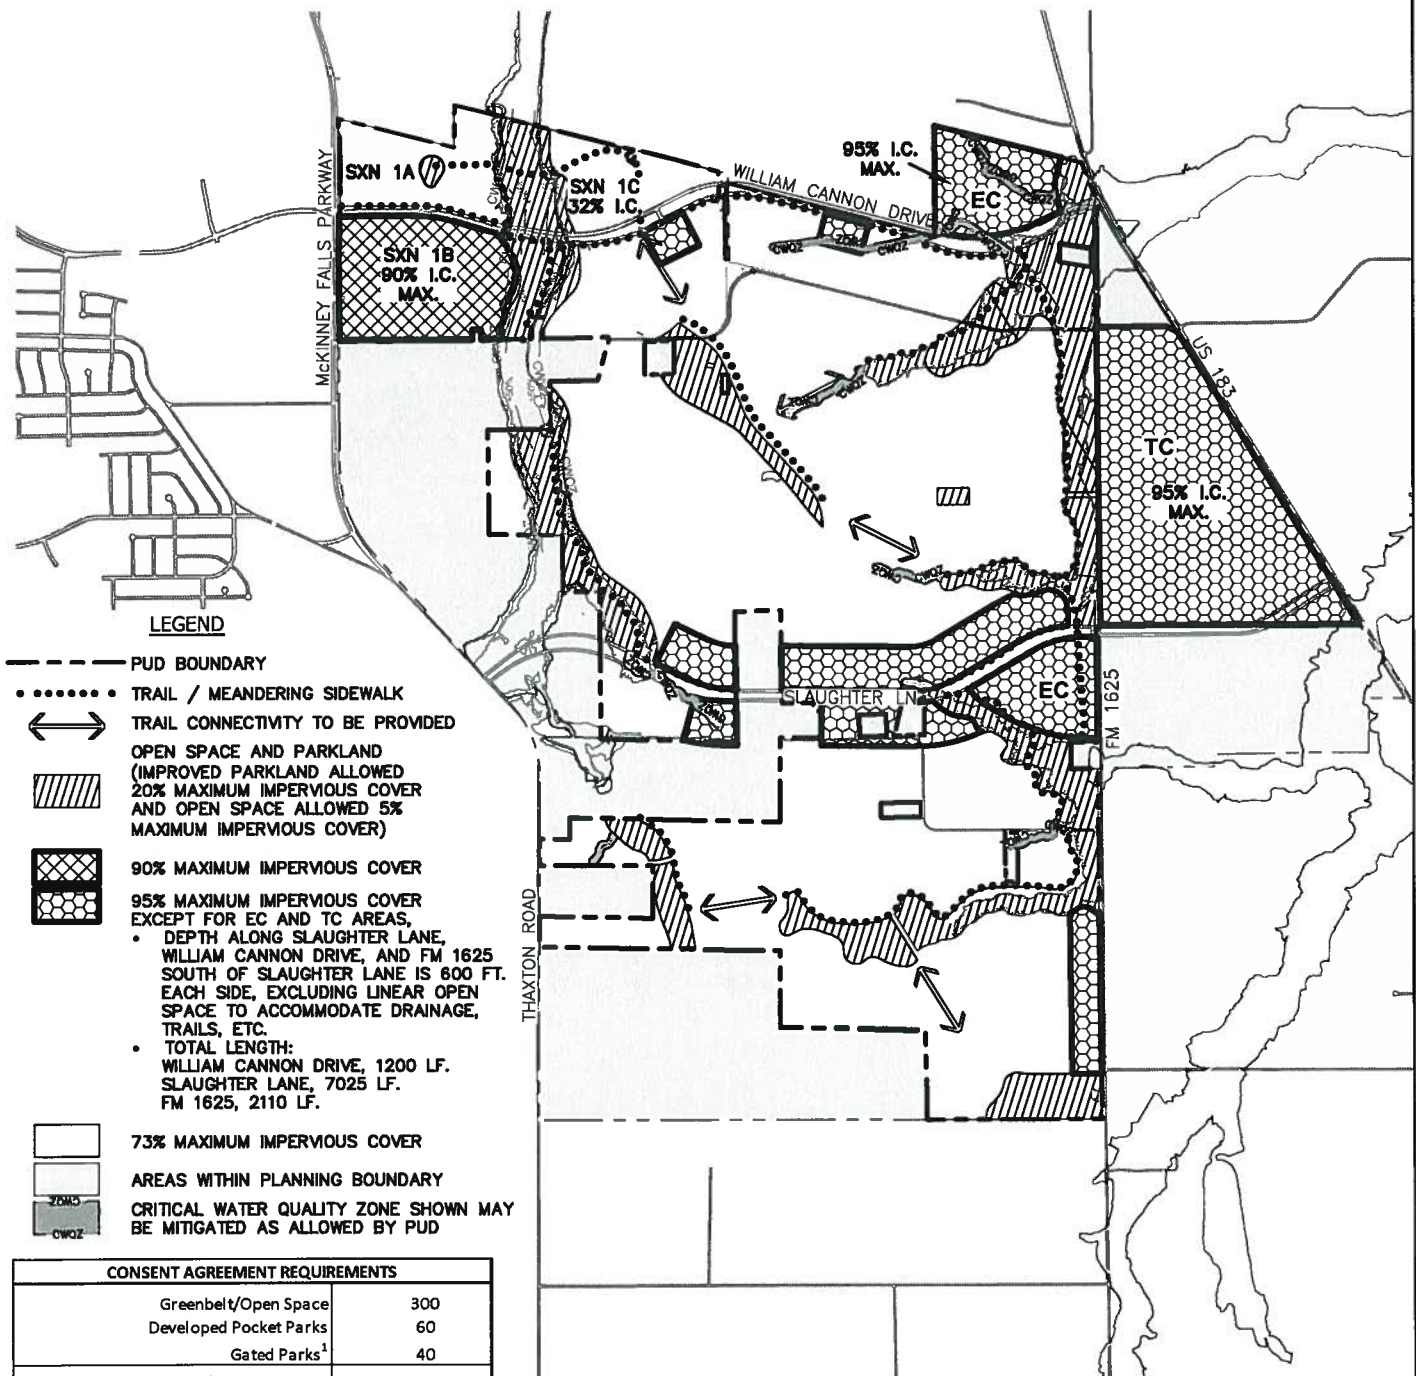 95% I.C.
MAX.
McKINNEY FALLS PARKWAY
SXN 1A
SXN 1C
32% I.C.
WILLIAM CANNON DRIVE
EC
SXN 1B
90% I.C.
MAX.
CWQZ
CWQZ
CWQZ
US 183
TC
95% I.C.
MAX.
CWQZ
CWQZ
SLAUGHTER LN
EC
FM 1625
THAXTON ROAD
LEGEND
PUD BOUNDARY
TRAIL / MEANDERING SIDEWALK
TRAIL CONNECTIVITY TO BE PROVIDED
OPEN SPACE AND PARKLAND
(IMPROVED PARKLAND ALLOWED
20% MAXIMUM IMPERVIOUS COVER
AND OPEN SPACE ALLOWED 5%
MAXIMUM IMPERVIOUS COVER)
90% MAXIMUM IMPERVIOUS COVER
95% MAXIMUM IMPERVIOUS COVER
EXCEPT FOR EC AND TC AREAS,
• DEPTH ALONG SLAUGHTER LANE,
WILLIAM CANNON DRIVE, AND FM 1625
SOUTH OF SLAUGHTER LANE IS 600 FT.
EACH SIDE, EXCLUDING LINEAR OPEN
SPACE TO ACCOMMODATE DRAINAGE,
TRAILS, ETC.
• TOTAL LENGTH:
WILLIAM CANNON DRIVE, 1200 LF.
SLAUGHTER LANE, 7025 LF.
FM 1625, 2110 LF.
73% MAXIMUM IMPERVIOUS COVER
AREAS WITHIN PLANNING BOUNDARY
CWQZ
CRITICAL WATER QUALITY ZONE SHOWN MAY
BE MITIGATED AS ALLOWED BY PUD
CWQZ
CONSENT AGREEMENT REQUIREMENTS
Greenbelt/Open Space 300
Developed Pocket Parks 60
Gated Parks¹ 40